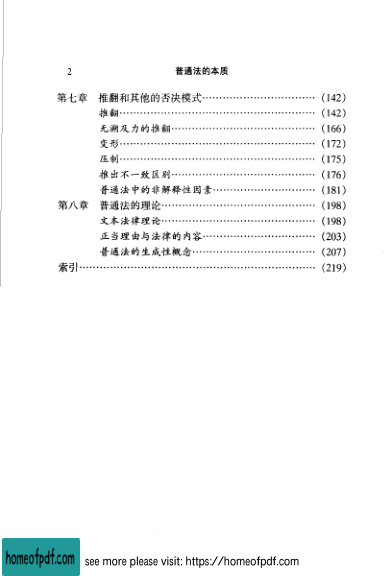 2 普通法的本质
第七章 推翻和其他的否决模式……………………………(142)
推翻……………………………………………………(142)
无溯及力的推翻………………………………………(166)
变形……………………………………………………(172)
压制……………………………………………………(175)
推出不一致区别………………………………………(176)
普通法中的非解释性因素……………………………(181)
第八章 普通法的理论………………………………………(198)
文本法律理论…………………………………………(198)
正当理由与法律的内容………………………………(203)
普通法的生成性概念…………………………………(207)
索引……………………………………………………………(219)
homeofpdf.com see more please visit: https://homeofpdf.com